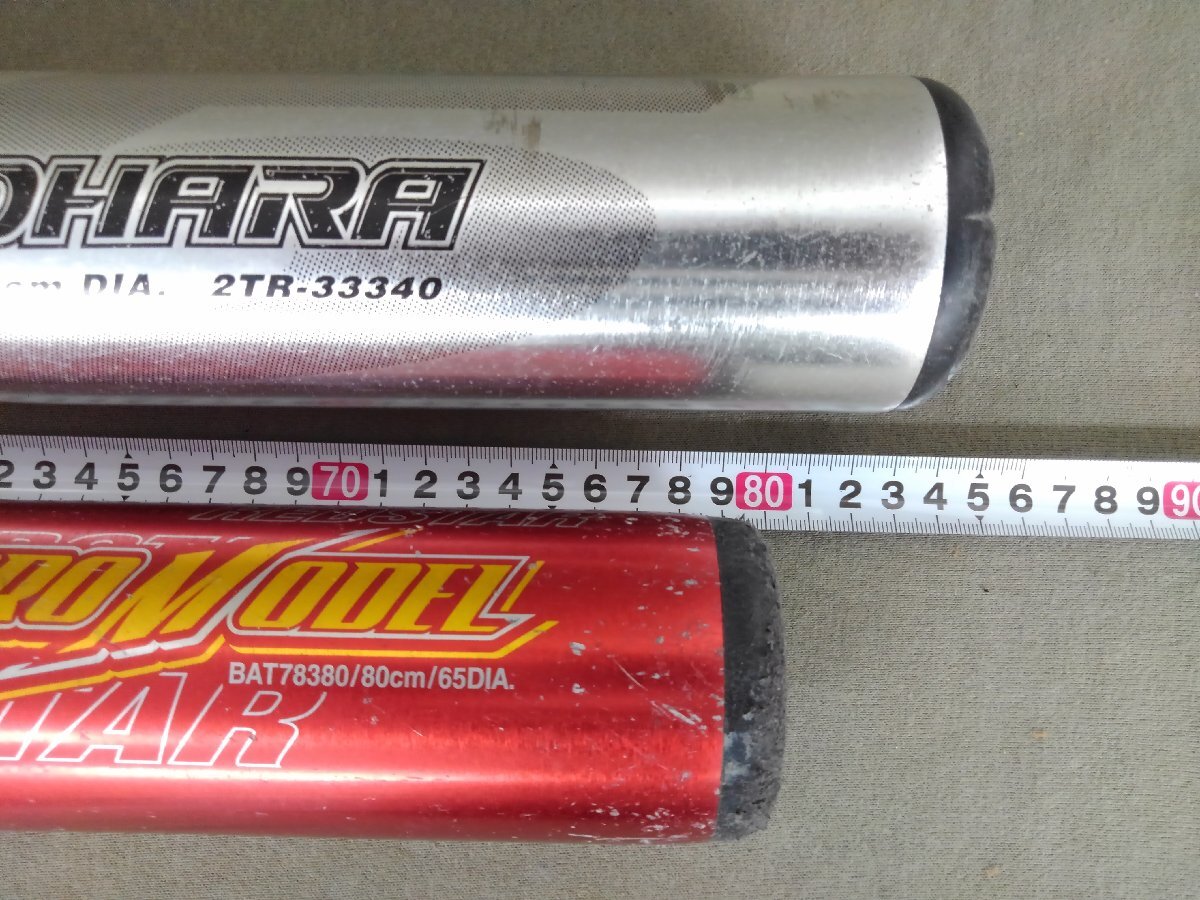 OHARA
cm DIA. 2TR-33340
2 3 4 5 6 7 8 9 70 1 2 3 4 5 6 7 8 9 80 1 2 3 4 5 6 7 8 9 90
MODEL
BAT78380/80cm/65DIA.